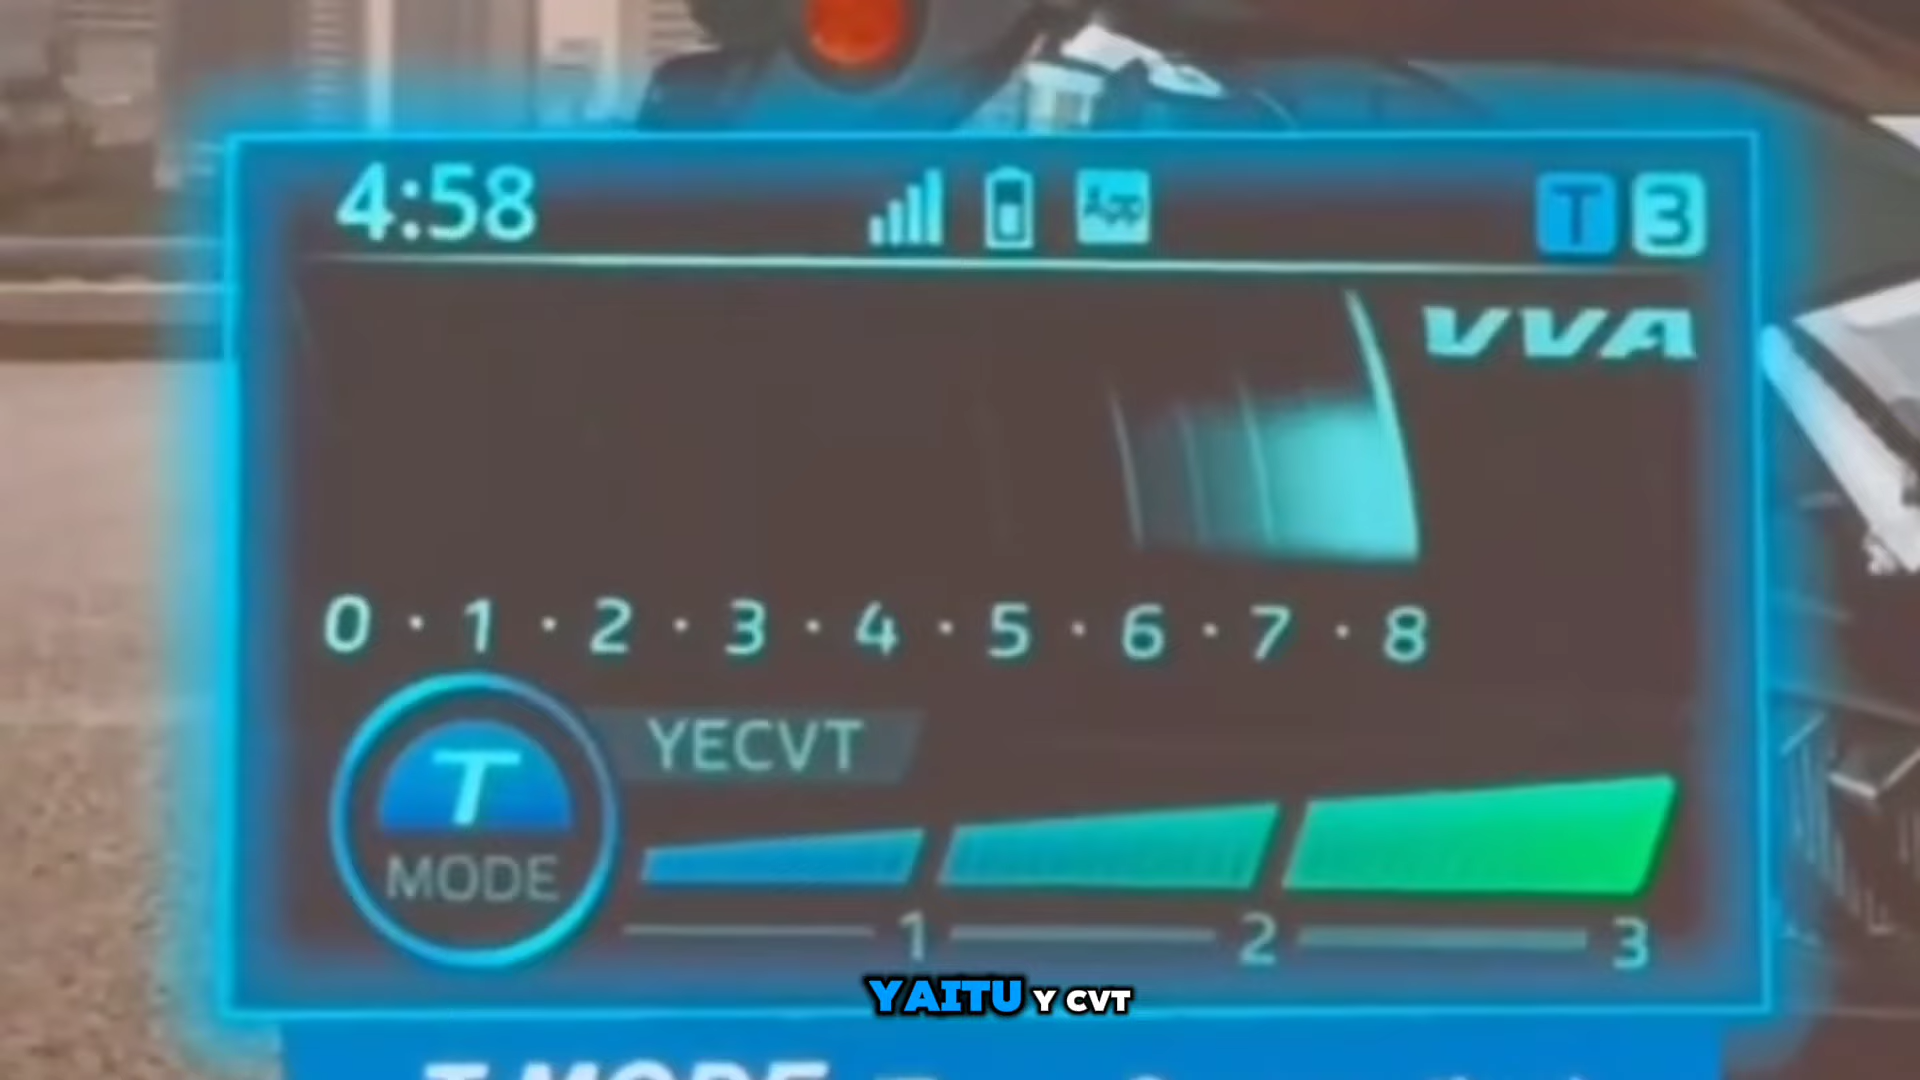 4:58 App T 3
VVA
0 · 1 · 2 · 3 · 4 · 5 · 6 · 7 · 8
YECVT
T
MODE
1 2 3
YAITU Y CVT
T MODE